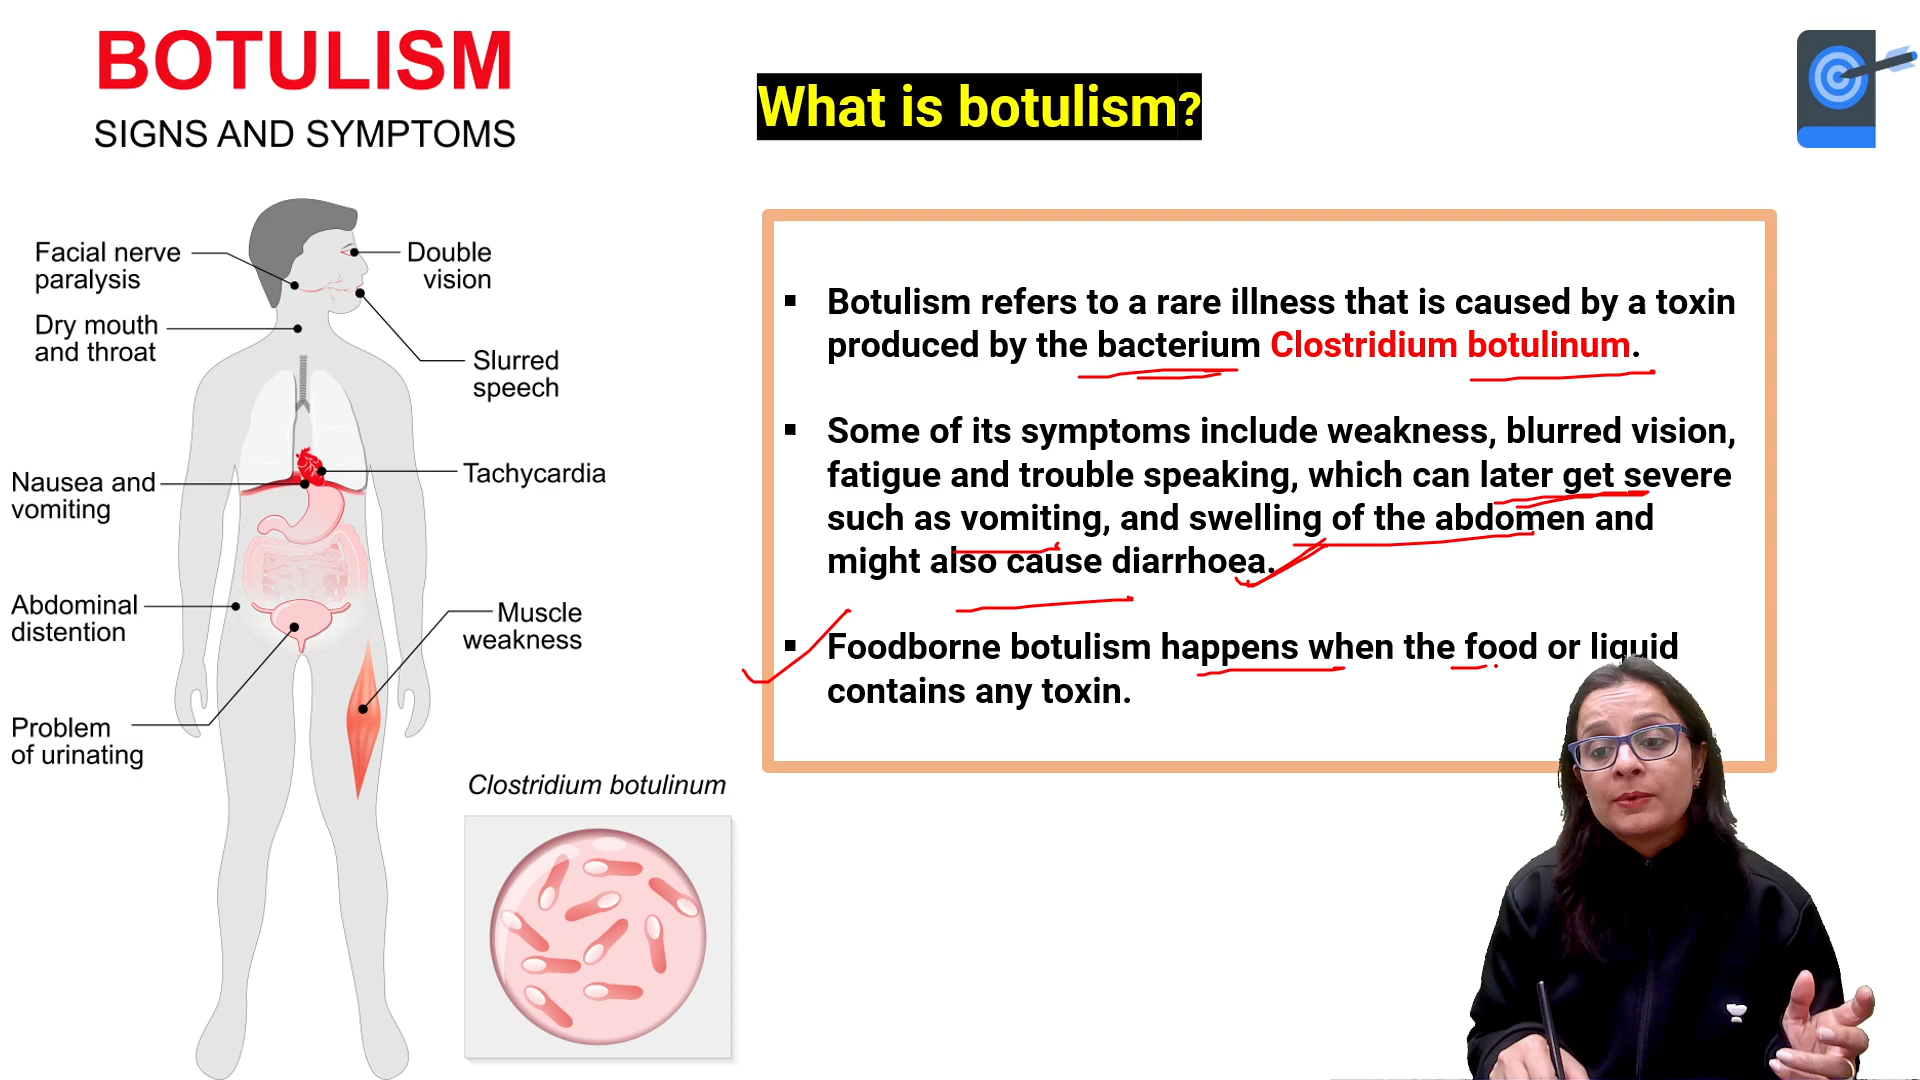 BOTULISM
SIGNS AND SYMPTOMS
Facial nerve
paralysis
Double
vision
Dry mouth
and throat
Slurred
speech
Nausea and
vomiting
Tachycardia
Abdominal
distention
Muscle
weakness
Problem
of urinating
Clostridium botulinum
What is botulism?
▪ Botulism refers to a rare illness that is caused by a toxin
produced by the bacterium Clostridium botulinum.
▪ Some of its symptoms include weakness, blurred vision,
fatigue and trouble speaking, which can later get severe
such as vomiting, and swelling of the abdomen and
might also cause diarrhoea.
▪ Foodborne botulism happens when the food or liquid
contains any toxin.